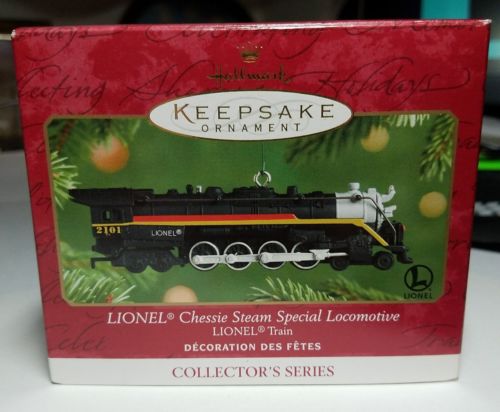 Hallmark
KEEPSAKE
ORNAMENT
2101
LIONEL®
LIONEL
LIONEL® Chessie Steam Special Locomotive
LIONEL® Train
DÉCORATION DES FÊTES
COLLECTOR'S SERIES